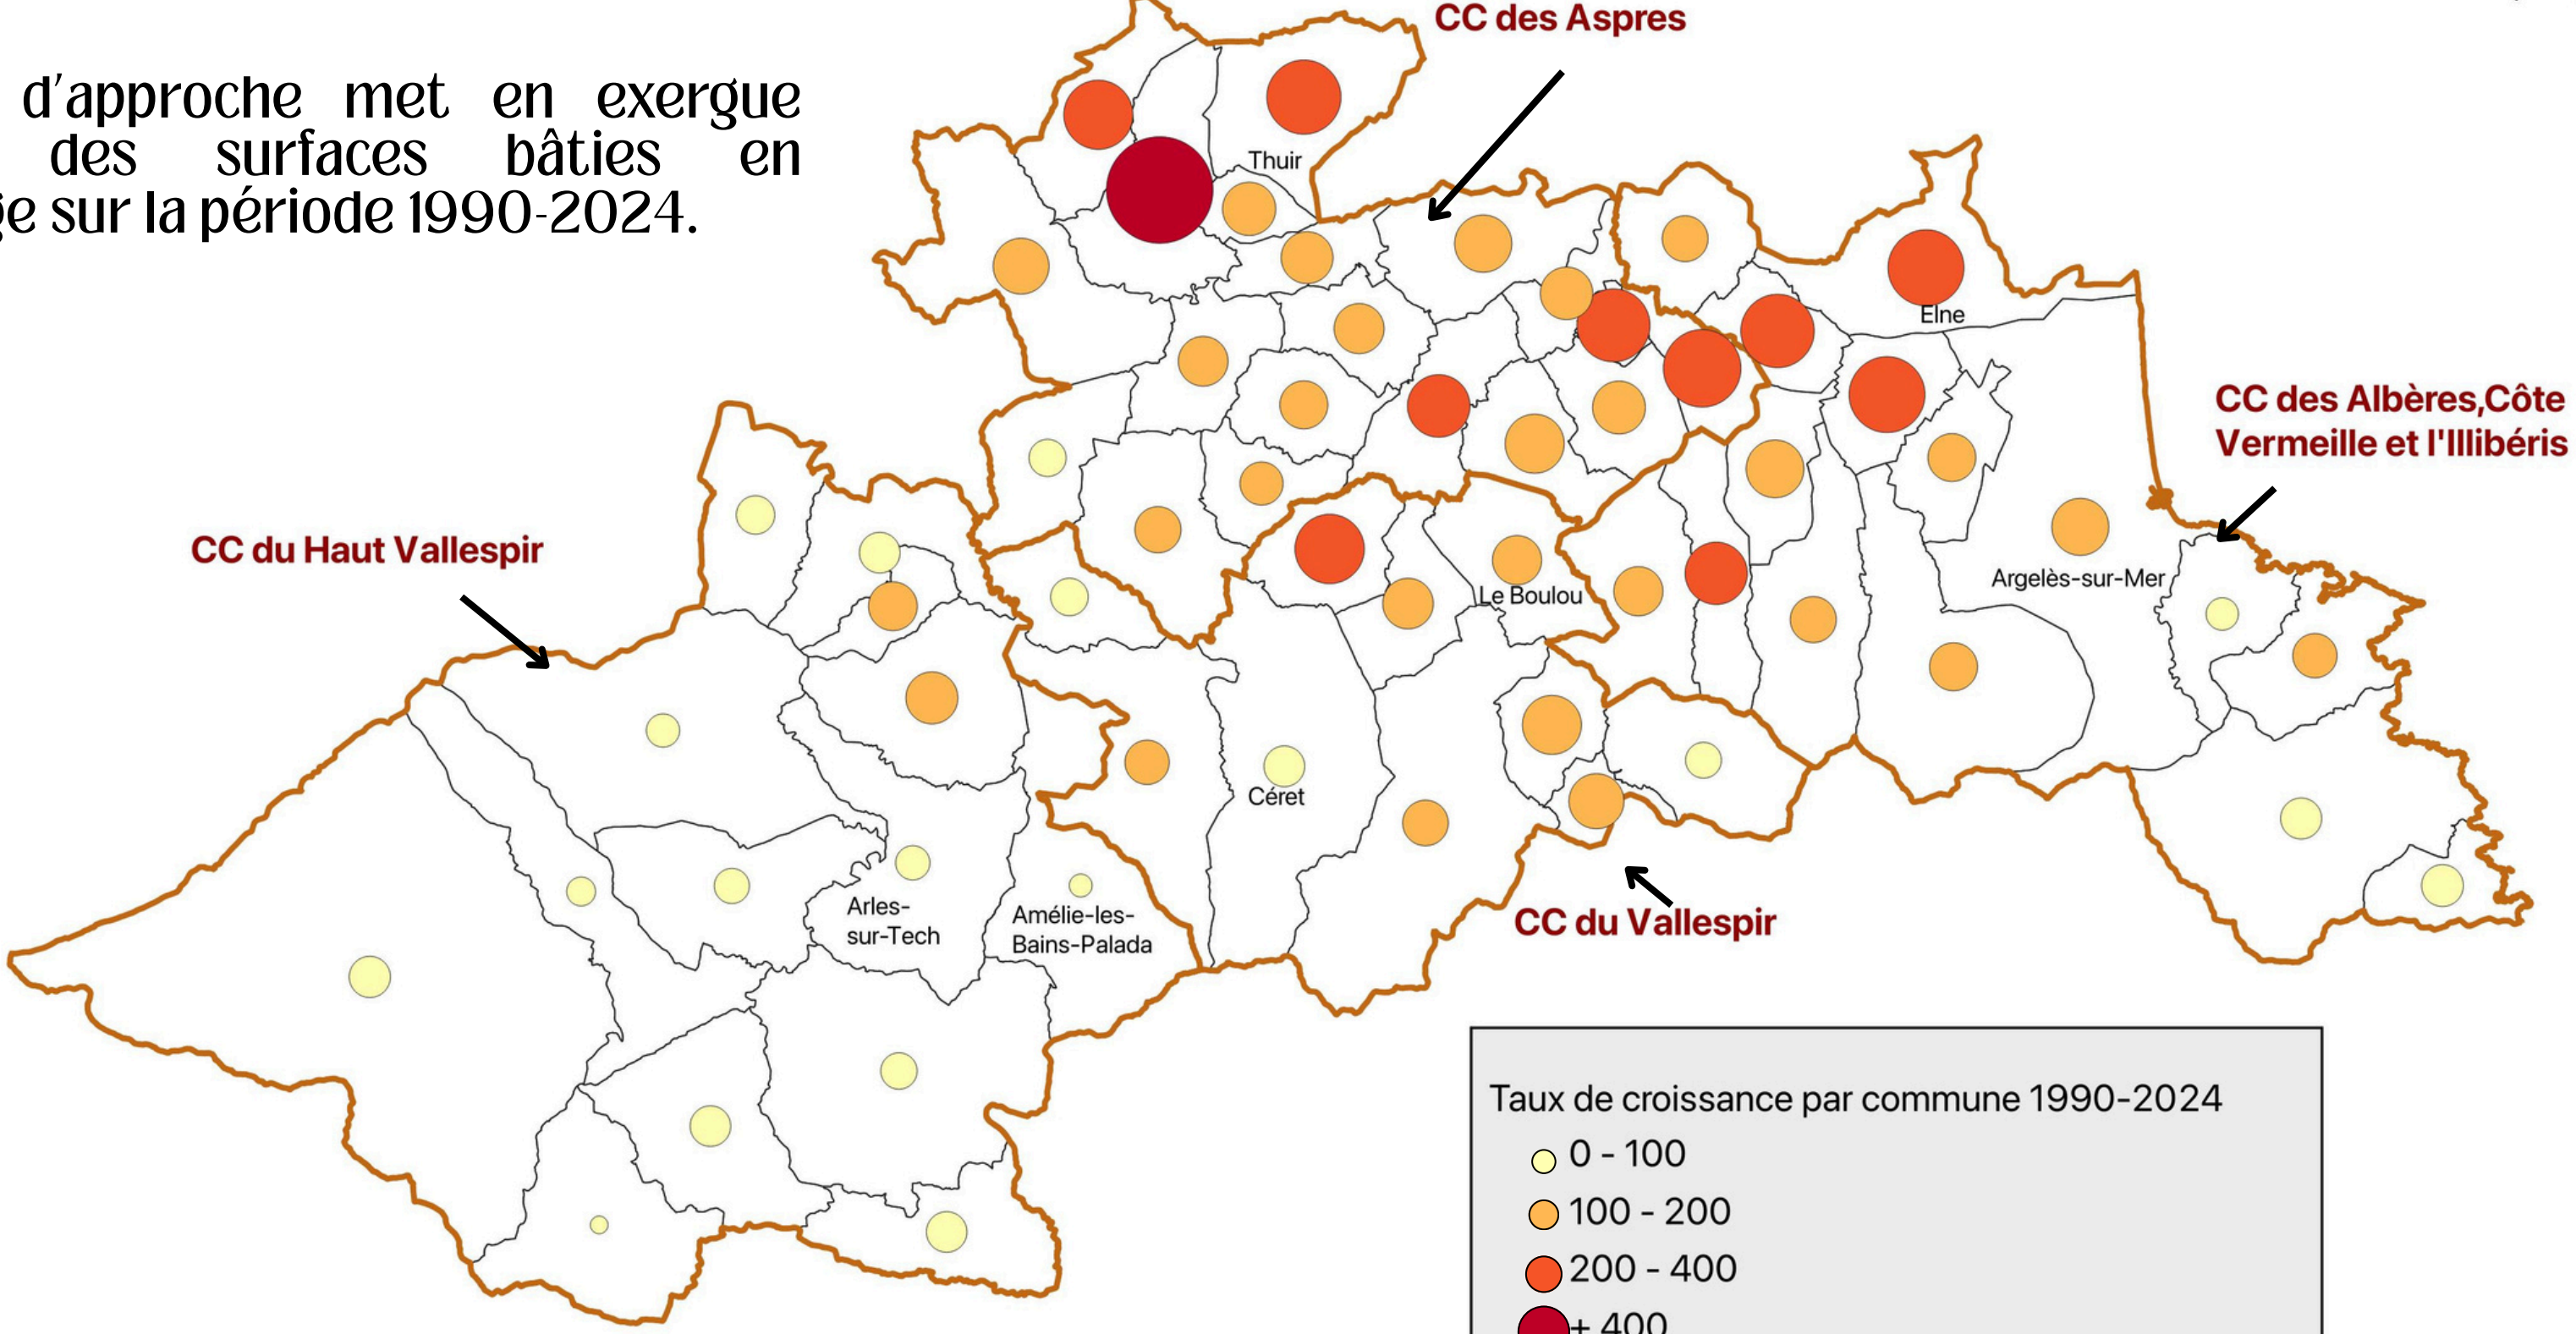 d'approche met en exergue
des surfaces bâties en
sur la période 1990-2024.
CC des Aspres
Thuir
Elne
CC des Albères,Côte
Vermeille et l'Illibéris
CC du Haut Vallespir
Argelès-sur-Mer
Le Boulou
Céret
Arles-
sur-Tech
Amélie-les-
Bains-Palada
CC du Vallespir
Taux de croissance par commune 1990-2024
0 - 100
100 - 200
200 - 400
+ 400